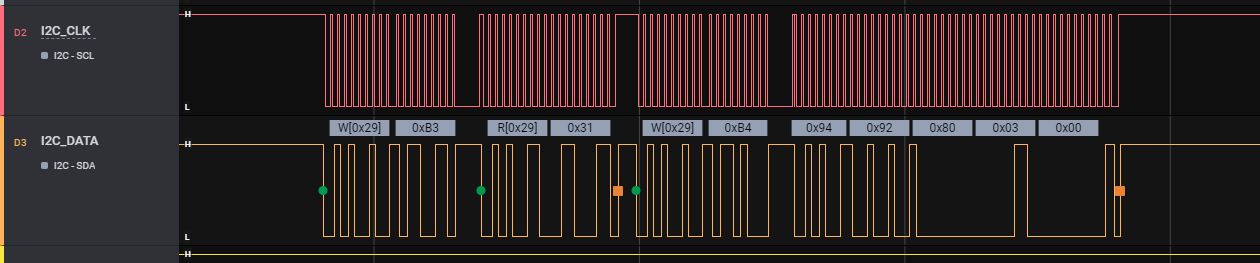 D2 I2C_CLK H
I2C - SCL
L
W[0x29] 0xB3 R[0x29] 0x31 W[0x29] 0xB4 0x94 0x92 0x80 0x03 0x00
D3 I2C_DATA H
I2C - SDA
L
H